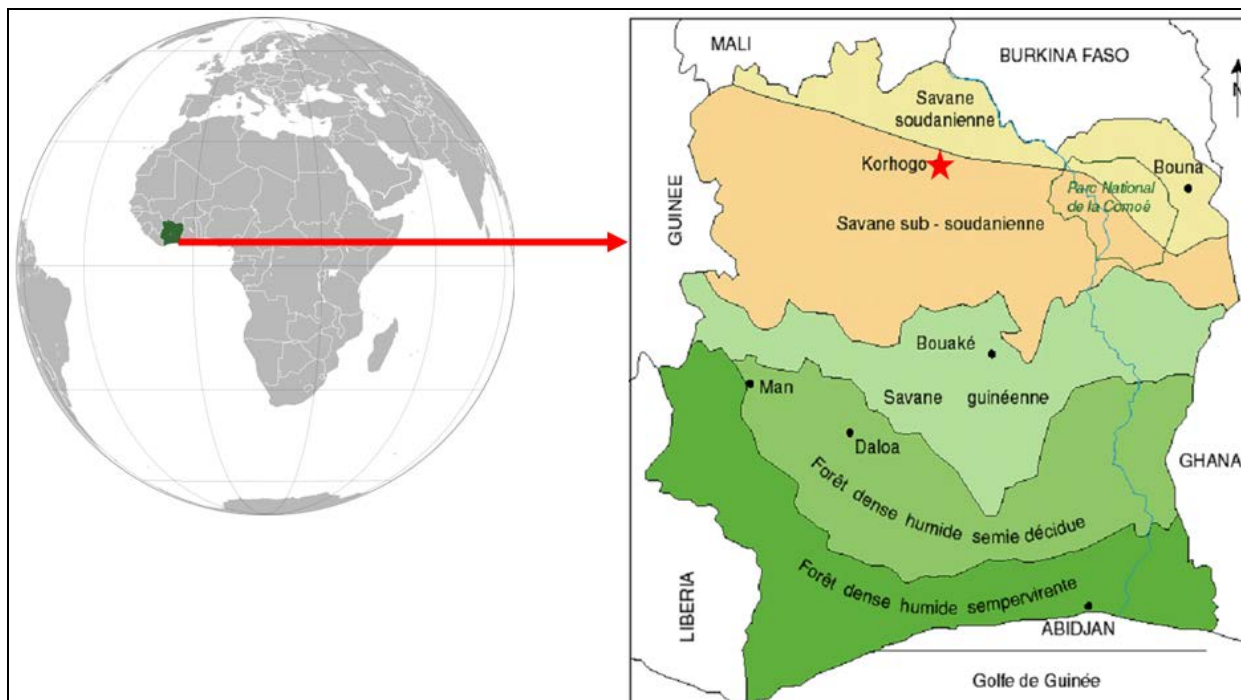 MALI
BURKINA FASO
N
Savane
soudanienne
Korhogo
Bouna
Parc National
de la Comoê
GUINEE
Savane sub - soudanienne
Bouaké
Man
Savane guinéenne
Daloa
GHANA
Forêt dense humide semie décidue
Forêt dense humide sempervirente
LIBERIA
ABIDJAN
Golfe de Guinée